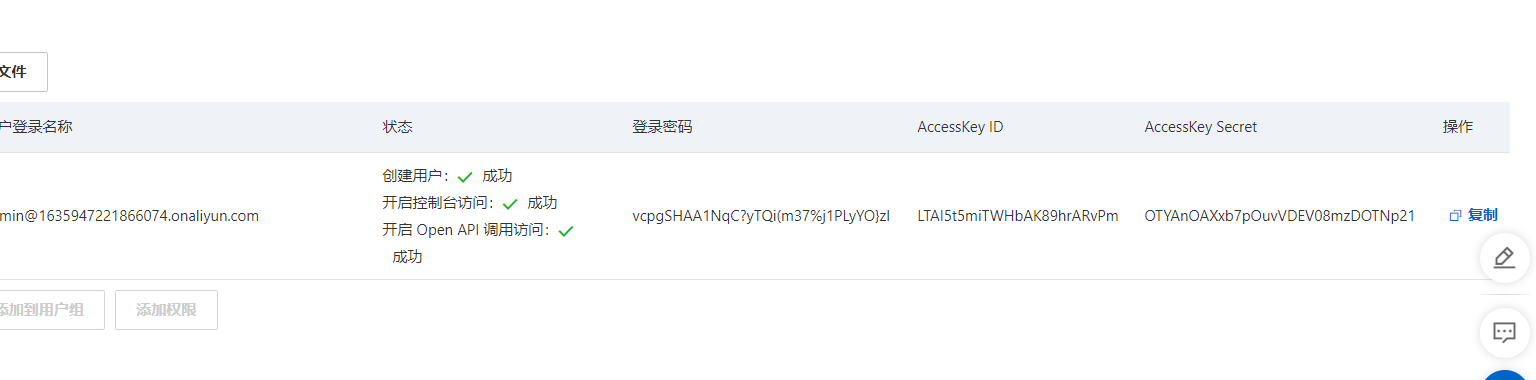 文件
户登录名称 状态 登录密码 AccessKey ID AccessKey Secret 操作
创建用户: 成功
开启控制台访问: 成功
min@1635947221866074.onaliyun.com vcpgSHAA1NqC?yTQi(m37%j1PLyYO}zI LTAI5t5miTWHbAK89hrARvPm OTYAnOAXxb7pOuvVDEV08mzDOTNp21 复制
开启 Open API 调用访问:
成功
添加到用户组 添加权限